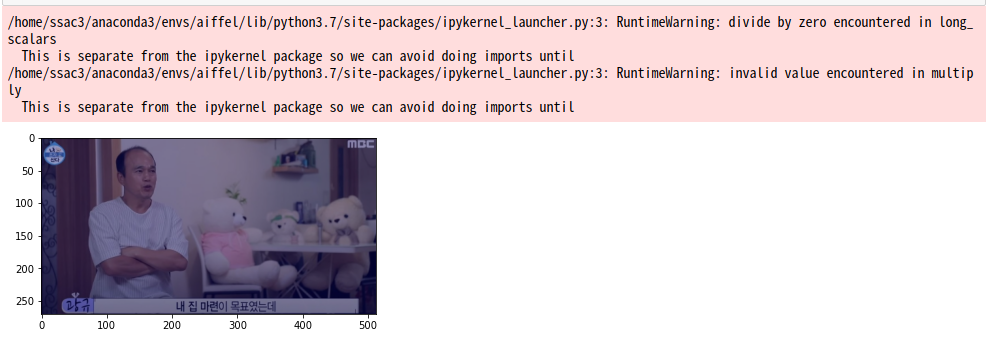 /home/ssac3/anaconda3/envs/aiffel/lib/python3.7/site-packages/ipykernel_launcher.py:3: RuntimeWarning: divide by zero encountered in long_
scalars
  This is separate from the ipykernel package so we can avoid doing imports until
/home/ssac3/anaconda3/envs/aiffel/lib/python3.7/site-packages/ipykernel_launcher.py:3: RuntimeWarning: invalid value encountered in multip
ly
  This is separate from the ipykernel package so we can avoid doing imports until
0
50
100
150
200
250
MBC
광규
내 집 마련이 목표였는데
0 100 200 300 400 500